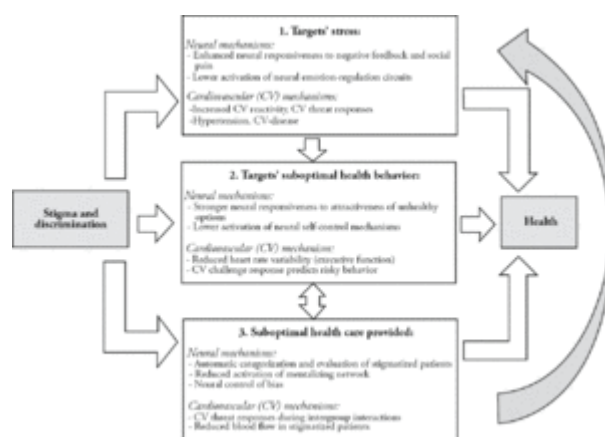 1. Targets' stress:
Neural mechanisms:
- Enhanced neural responsiveness to negative feedback and social
pain
- Lower activation of neural emotion-regulation circuits
Cardiovascular (CV) mechanisms:
-Increased CV reactivity, CV threat responses
- Hypertension, CV-disease
2. Targets' suboptimal health behavior:
Neural mechanisms:
- Stronger neural responsiveness to attractiveness of unhealthy
options
- Lower activation of neural self-control mechanisms
Cardiovascular (CV) mechanism:
- Reduced heart rate variability (executive function)
- CV challenge response predict risky behavior
Stigma and
discrimination
Health
3. Suboptimal health care provided:
Neural mechanisms:
- Automatic categorization and evaluation of stigmatized patients
- Reduced activation of mentalizing network
- Neural control of bias
Cardiovascular (CV) mechanisms:
- CV threat responses during intergroup interactions
- Reduced blood flow in stigmatized patients